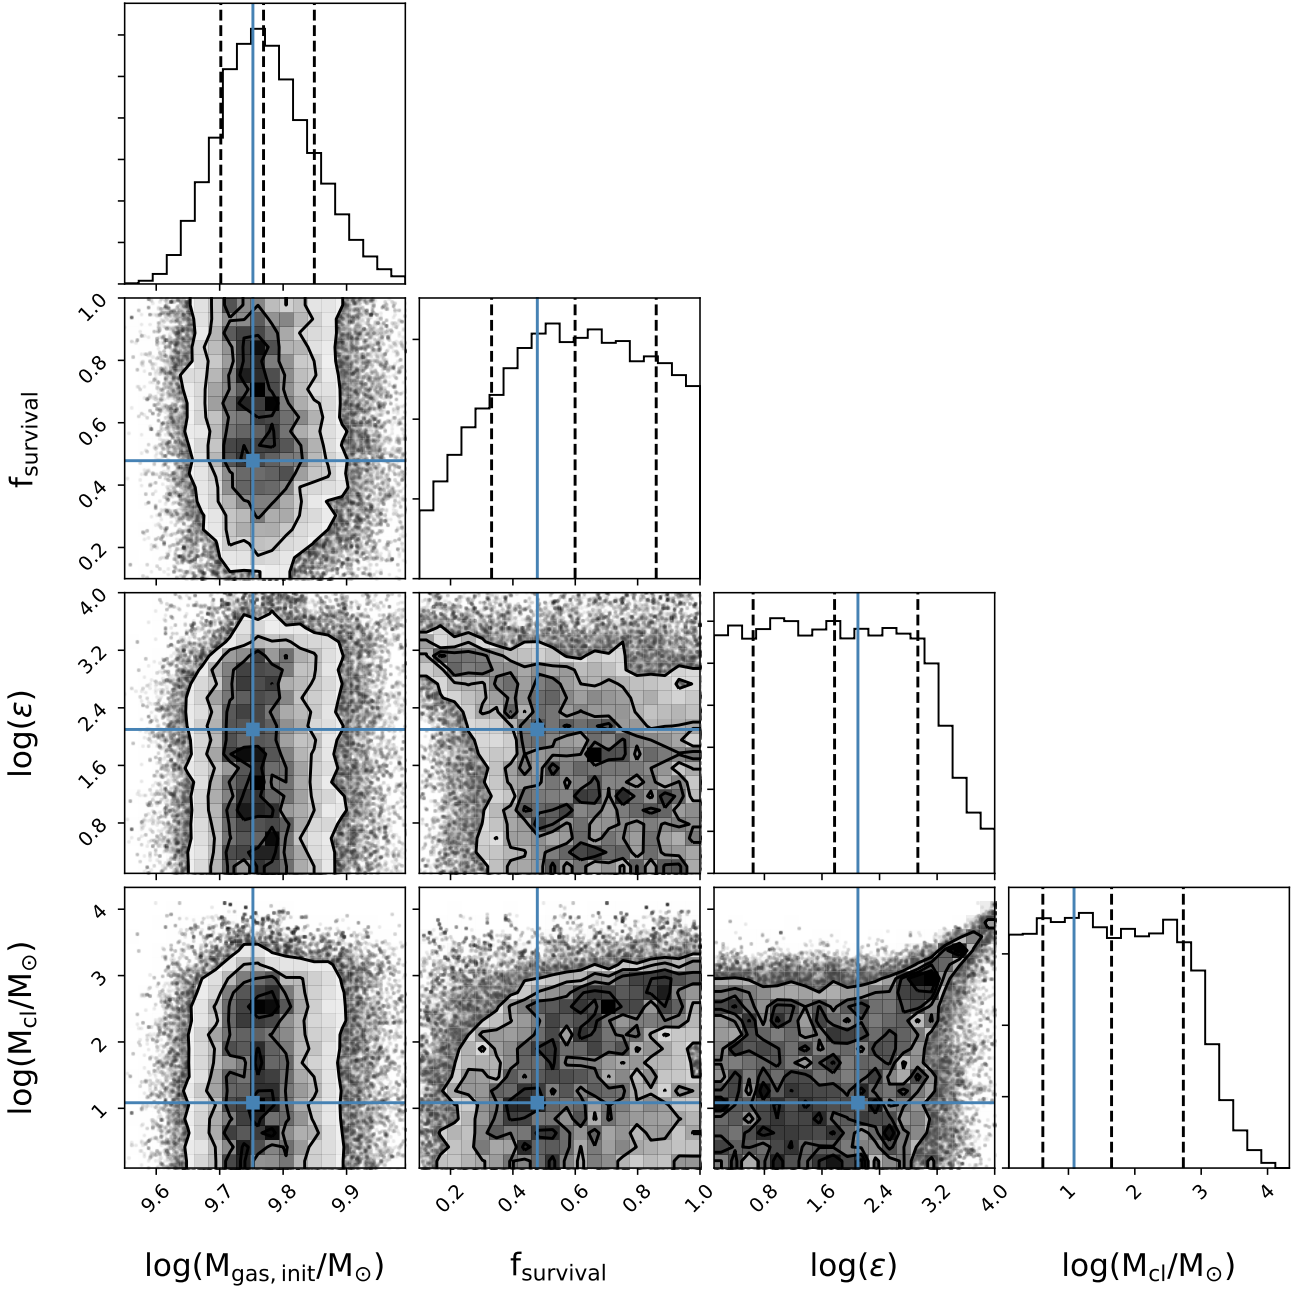 1.0
0.8
0.6
0.4
0.2
f_survival
4.0
3.2
2.4
1.6
0.8
log(ε)
4
3
2
1
log(M_cl/M_⊙)
9.6 9.7 9.8 9.9
0.2 0.4 0.6 0.8 1.0
0.8 1.6 2.4 3.2 4.0
1 2 3 4
log(M_gas, init/M_⊙) f_survival log(ε) log(M_cl/M_⊙)